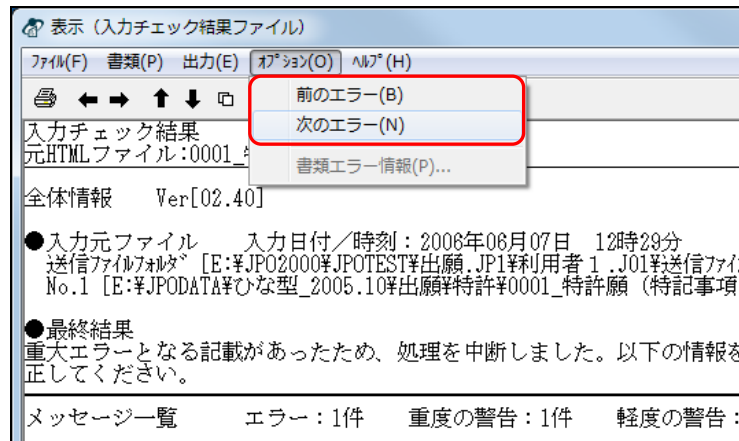 表示（入力チェック結果ファイル）
ﾌｧｲﾙ(F) 書類(P) 出力(E) ｵﾌﾟｼｮﾝ(O) ﾍﾙﾌﾟ(H)
前のエラー(B)
次のエラー(N)
書類エラー情報(P)...
入力チェック結果
元HTMLファイル:0001_
全体情報 Ver[02.40]
●入力元ファイル 入力日付／時刻：2006年06月07日 12時29分
送信ﾌｧｲﾙﾌｫﾙﾀﾞ [E:¥JPO2000¥JPOTEST¥出願.JP1¥利用者１.J01¥送信ﾌｧｲ
No.1 [E:¥JPODATA¥ひな型_2005.10¥出願¥特許¥0001_特許願（特記事項
●最終結果
重大エラーとなる記載があったため、処理を中断しました。以下の情報を
正してください。
メッセージ一覧 エラー：1件 重度の警告：1件 軽度の警告：